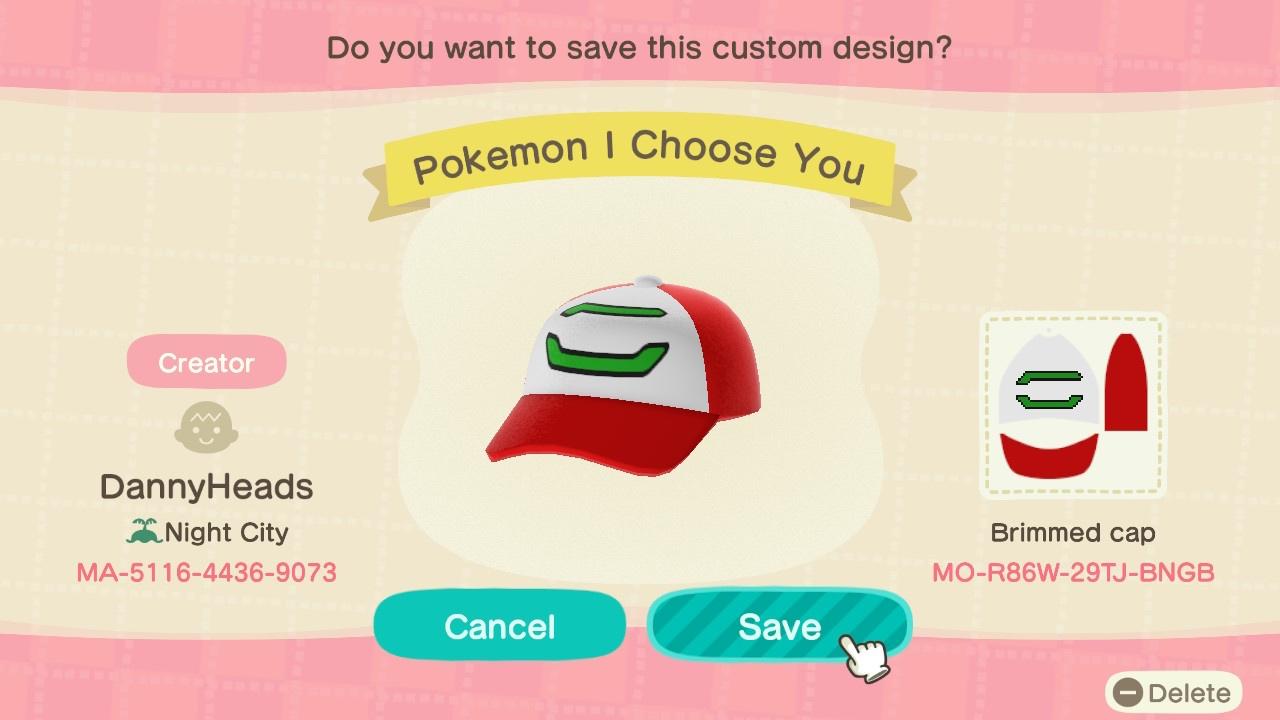 Do you want to save this custom design?
Pokemon I Choose You
Creator
DannyHeads
Night City
MA-5116-4436-9073
Brimmed cap
MO-R86W-29TJ-BNGB
Cancel
Save
Delete